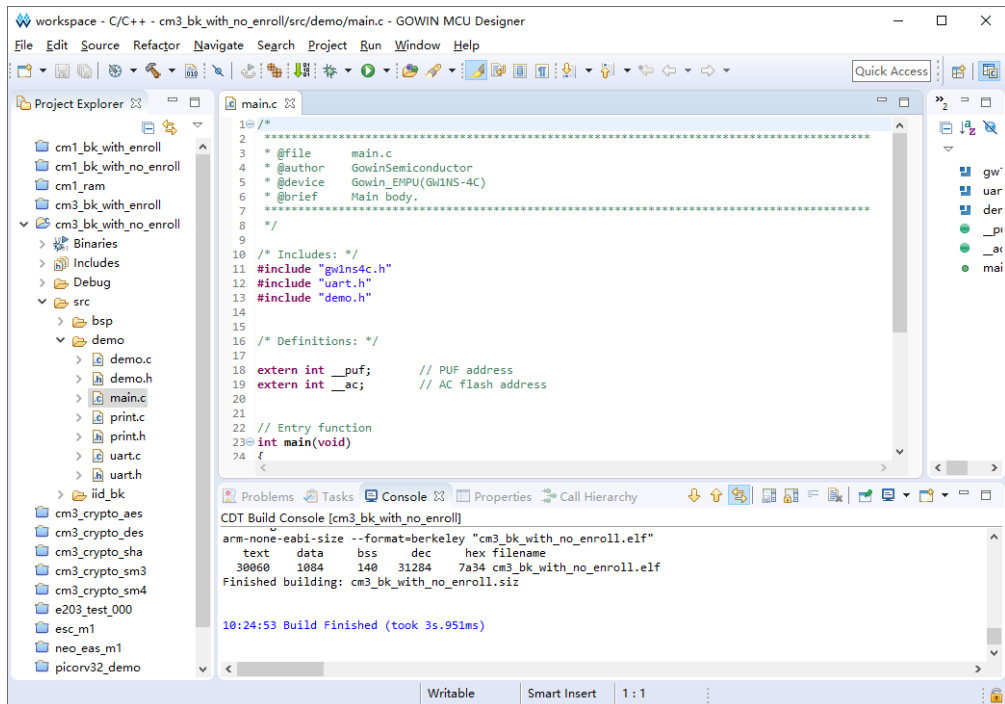 workspace - C/C++ - cm3_bk_with_no_enroll/src/demo/main.c - GOWIN MCU Designer
File Edit Source Refactor Navigate Search Project Run Window Help
Quick Access
Project Explorer
cm1_bk_with_enroll
cm1_bk_with_no_enroll
cm1_ram
cm3_bk_with_enroll
cm3_bk_with_no_enroll
Binaries
Includes
Debug
src
bsp
demo
demo.c
demo.h
main.c
print.c
print.h
uart.c
uart.h
iid_bk
cm3_crypto_aes
cm3_crypto_des
cm3_crypto_sha
cm3_crypto_sm3
cm3_crypto_sm4
e203_test_000
esc_m1
neo_eas_m1
picorv32_demo
main.c
1 /*
2 ******************************************************************************************
3 * @file main.c
4 * @author GowinSemiconductor
5 * @device Gowin_EMPU(GW1NS-4C)
6 * @brief Main body.
7 ******************************************************************************************
8 */
9
10 /* Includes: */
11 #include "gw1ns4c.h"
12 #include "uart.h"
13 #include "demo.h"
14
15
16 /* Definitions: */
17
18 extern int __puf; // PUF address
19 extern int __ac; // AC flash address
20
21
22 // Entry function
23 int main(void)
24 {
»2
gw
uar
der
__pu
__ac
mai
Problems Tasks Console Properties Call Hierarchy
CDT Build Console [cm3_bk_with_no_enroll]
arm-none-eabi-size --format=berkeley "cm3_bk_with_no_enroll.elf"
text data bss dec hex filename
30060 1084 140 31284 7a34 cm3_bk_with_no_enroll.elf
Finished building: cm3_bk_with_no_enroll.siz
10:24:53 Build Finished (took 3s.951ms)
Writable Smart Insert 1 : 1